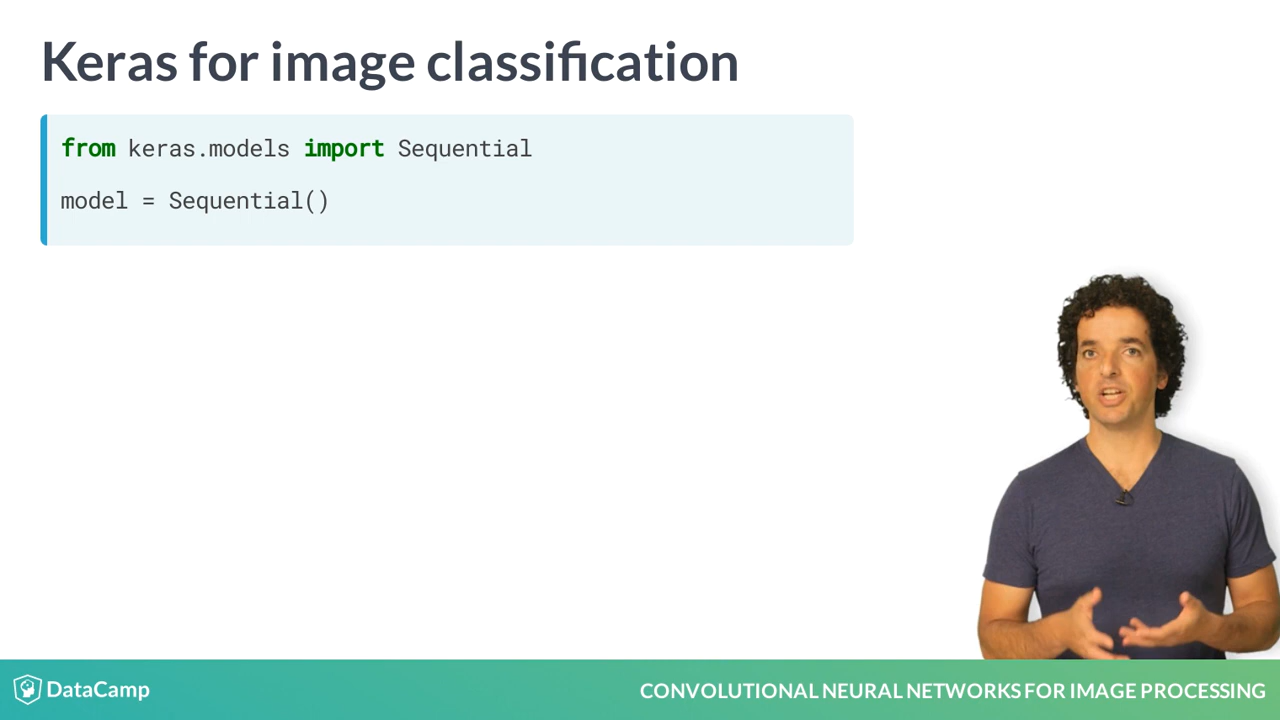 Keras for image classification
from keras.models import Sequential
model = Sequential()
DataCamp
CONVOLUTIONAL NEURAL NETWORKS FOR IMAGE PROCESSING